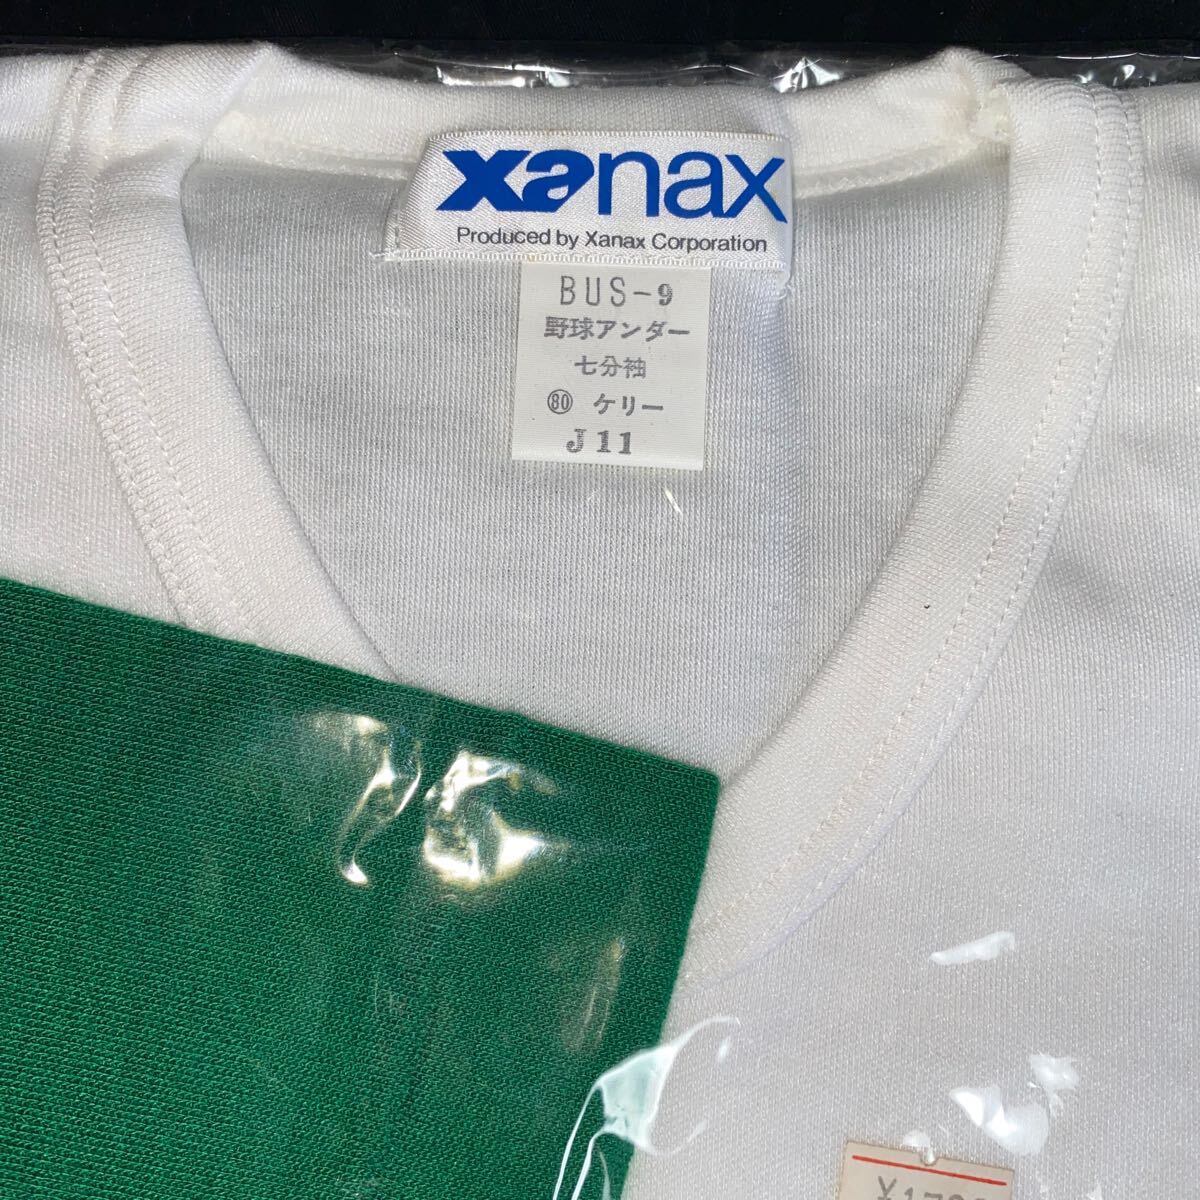 xanax
Produced by Xanax Corporation
BUS-9
野球アンダー
七分袖
㊿ ケリー
J11